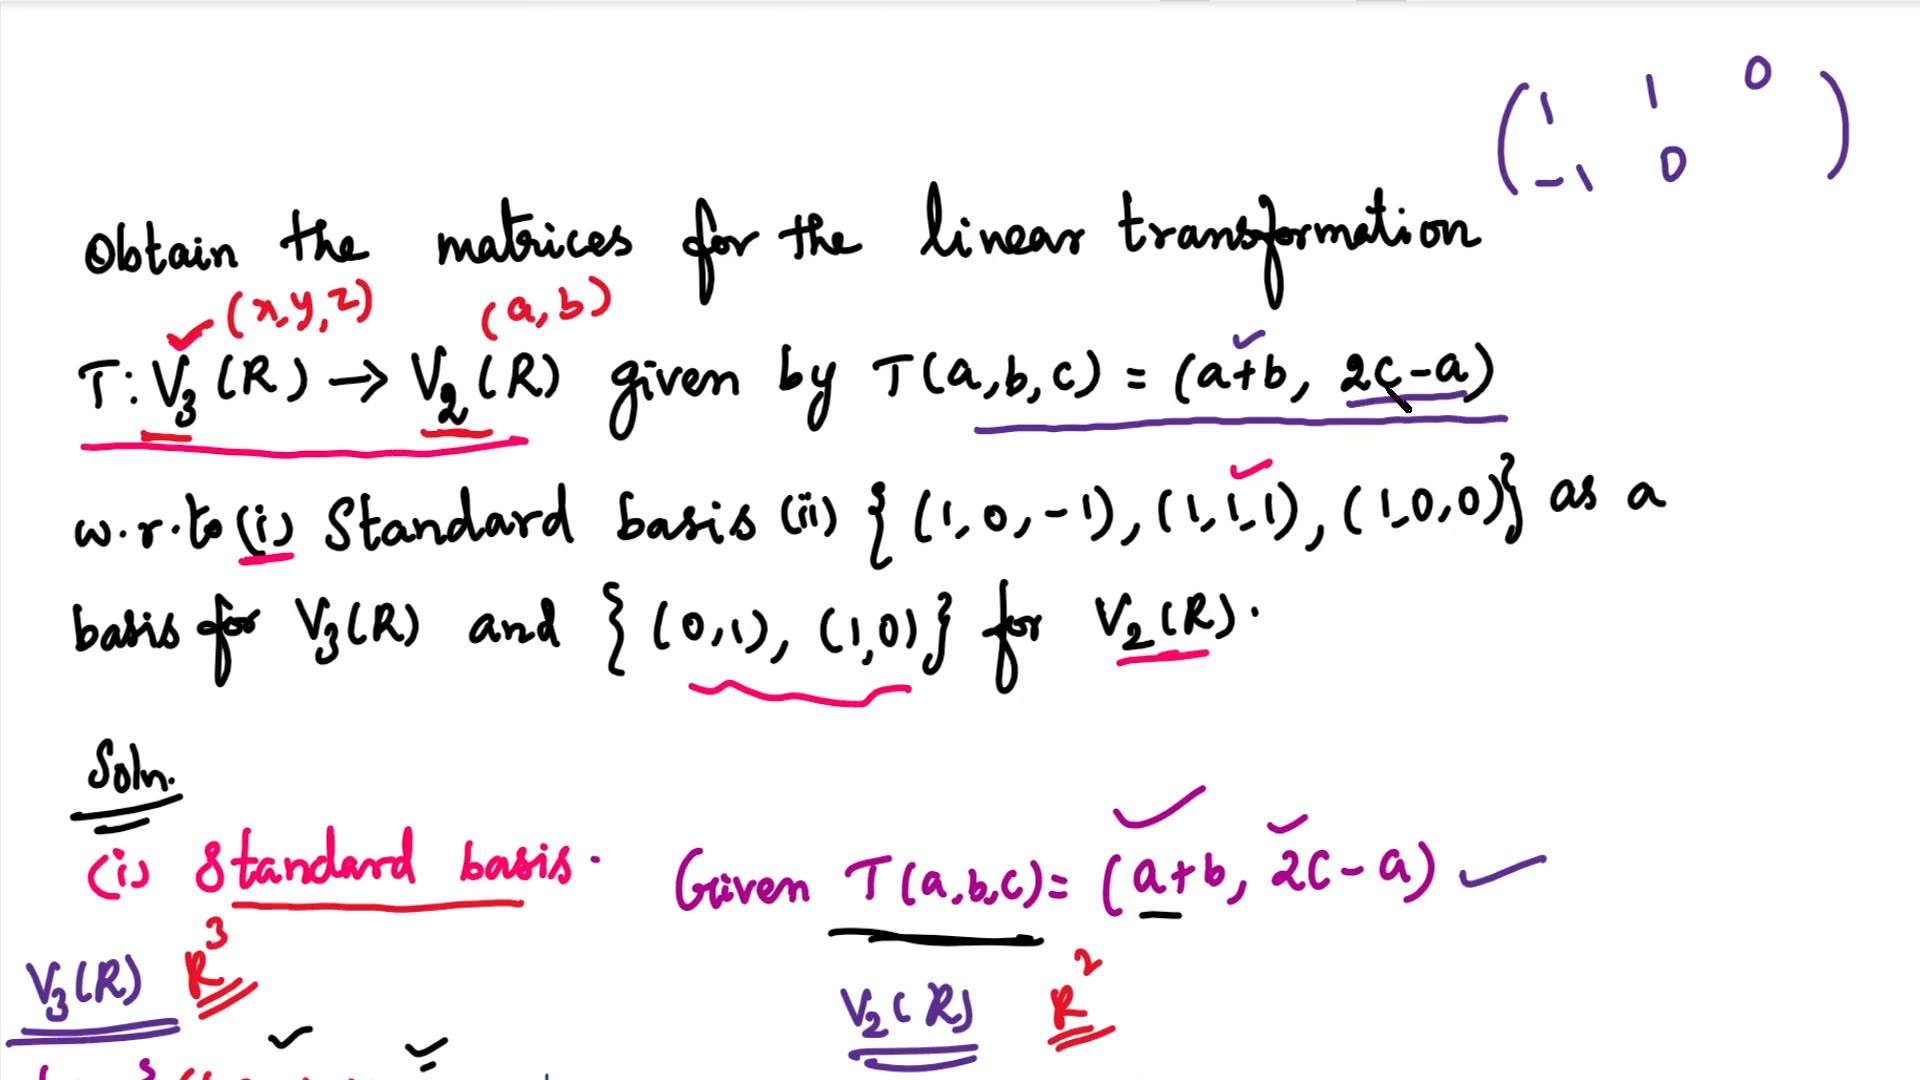 1 1 0
-1 0
Obtain the matrices for the linear transformation
(x,y,z) (a,b)
T: V₃(R) → V₂(R) given by T(a,b,c) = (a+b, 2c-a)
w.r.to (i) Standard basis (ii) {(1,0,-1), (1,1,1), (1,0,0)} as a
basis for V₃(R) and {(0,1), (1,0)} for V₂(R).
Soln.
(i) Standard basis. Given T(a,b,c) = (a+b, 2c-a)
V₃(R) R³ V₂(R) R²